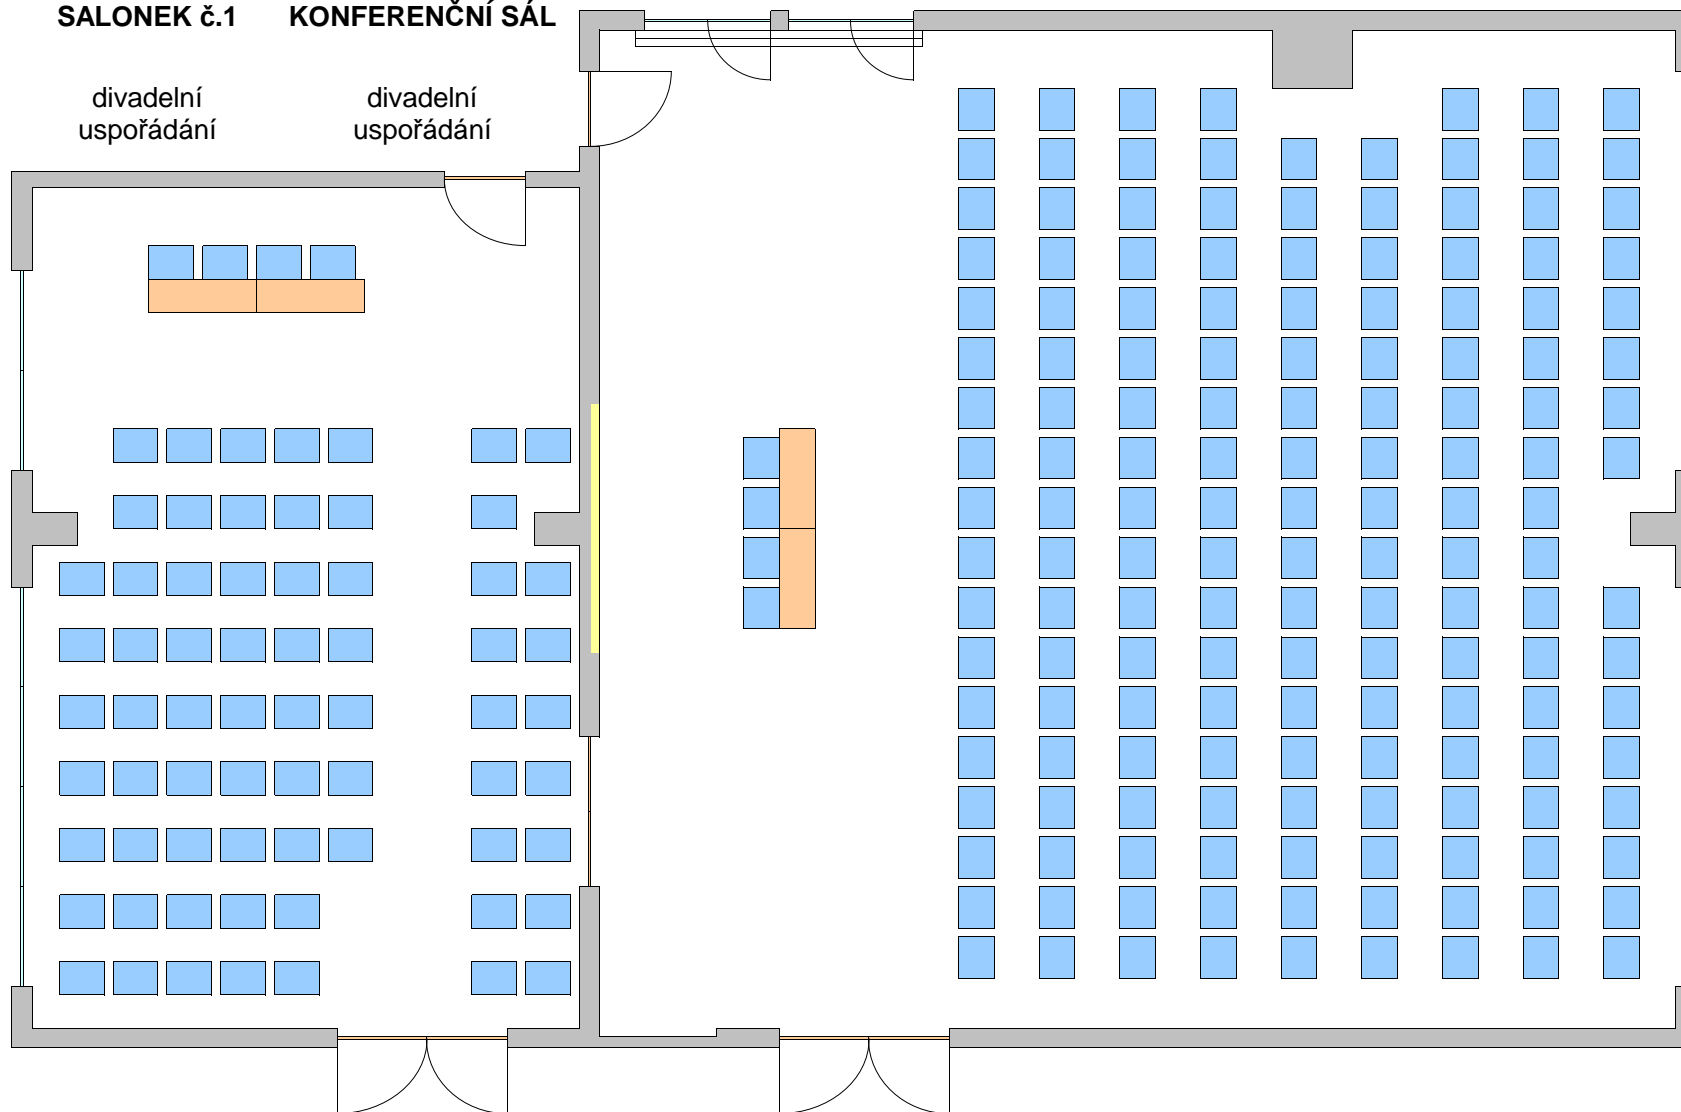 SALONEK č.1
KONFERENČNÍ SÁL
divadelní
uspořádání
divadelní
uspořádání